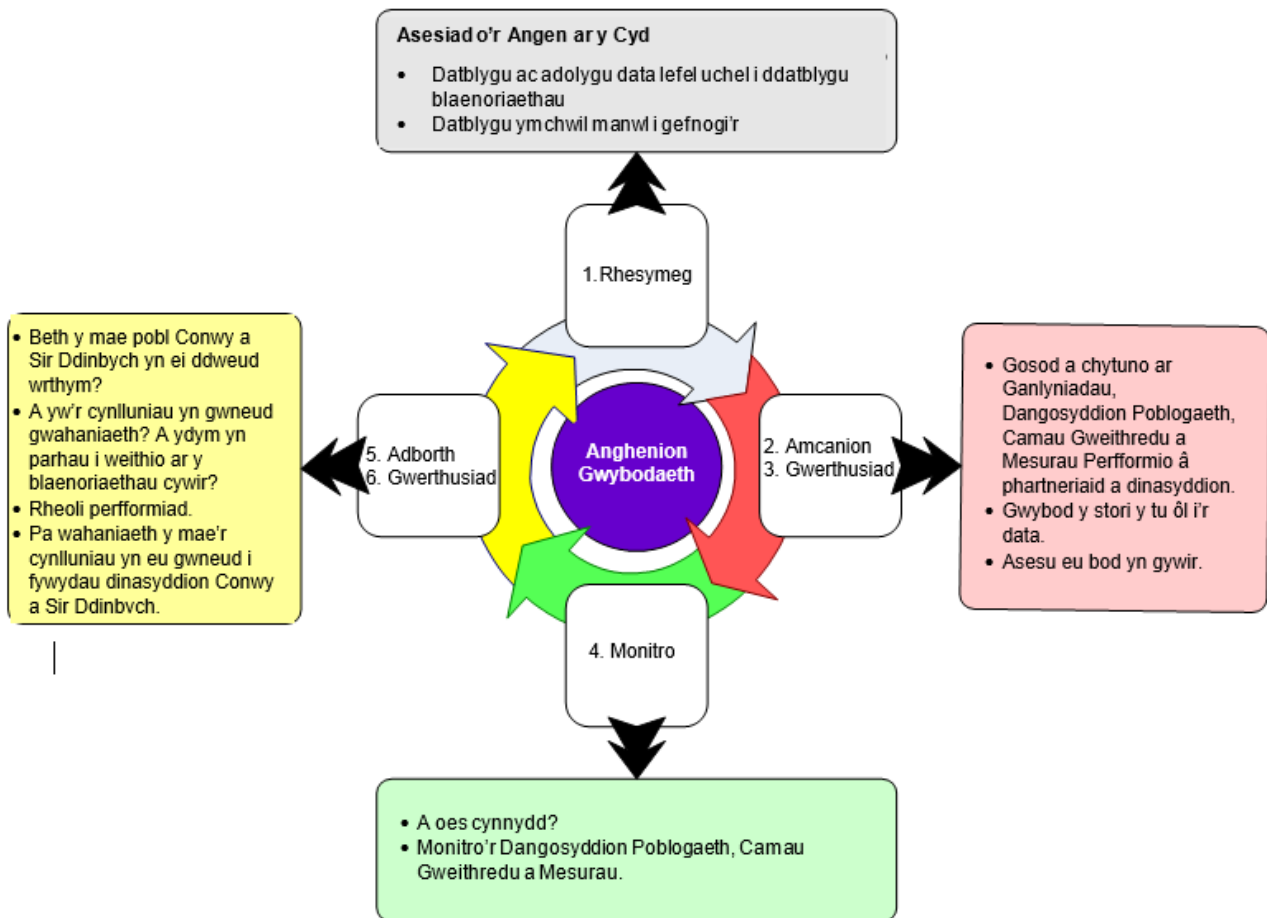 Asesiad o'r Angen ar y Cyd
• Datblygu ac adolygu data lefel uchel i ddatblygu
blaenoriaethau
• Datblygu ymchwil manwl i gefnogi'r
1. Rhesymeg
• Beth y mae pobl Conwy a
Sir Ddinbych yn ei ddweud
wrthym?
• A yw'r cynlluniau yn gwneud
gwahaniaeth? A ydym yn
parhau i weithio ar y
blaenoriaethau cywir?
• Rheoli perfformiad.
• Pa wahaniaeth y mae'r
cynlluniau yn eu gwneud i
fywydau dinasyddion Conwy
a Sir Ddinbych.
5. Adborth
6. Gwerthusiad
Anghenion
Gwybodaeth
2. Amcanion
3. Gwerthusiad
• Gosod a chytuno ar
Ganlyniadau,
Dangosyddion Poblogaeth,
Camau Gweithredu a
Mesurau Perfformio â
phartneriaid a dinasyddion.
• Gwybod y stori y tu ôl i'r
data.
• Asesu eu bod yn gywir.
4. Monitro
• A oes cynnydd?
• Monitro'r Dangosyddion Poblogaeth, Camau
Gweithredu a Mesurau.